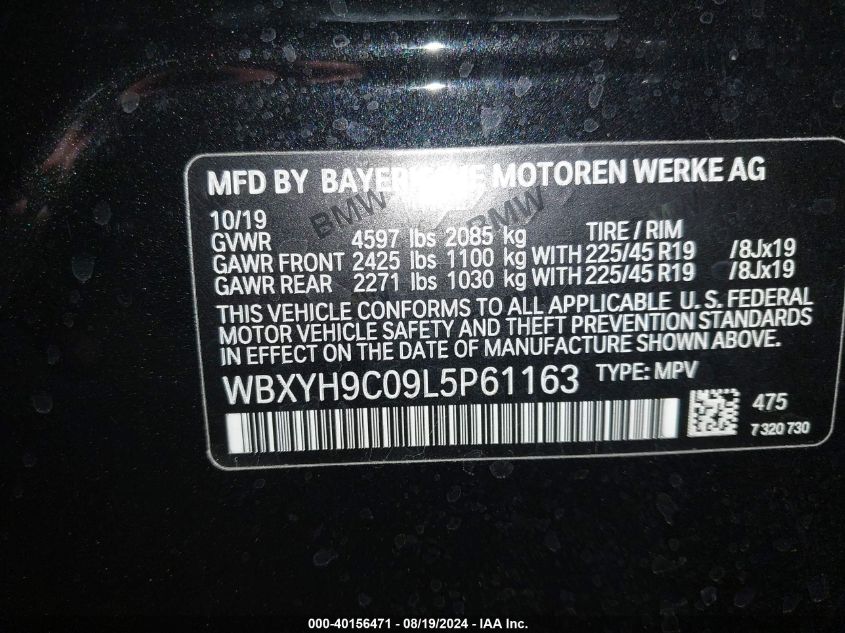 MFD BY BAYERISCHE MOTOREN WERKE AG
BMW BMW
10/19
GVWR 4597 lbs 2085 kg TIRE / RIM
GAWR FRONT 2425 lbs 1100 kg WITH 225/45 R19 /8Jx19
GAWR REAR 2271 lbs 1030 kg WITH 225/45 R19 /8Jx19
THIS VEHICLE CONFORMS TO ALL APPLICABLE U.S. FEDERAL
MOTOR VEHICLE SAFETY AND THEFT PREVENTION STANDARDS
IN EFFECT ON THE DATE OF MANUFACTURE SHOWN ABOVE.
WBXYH9C09L5P61163 TYPE: MPV
475
7 320 730
000-40156471 - 08/19/2024 - IAA Inc.